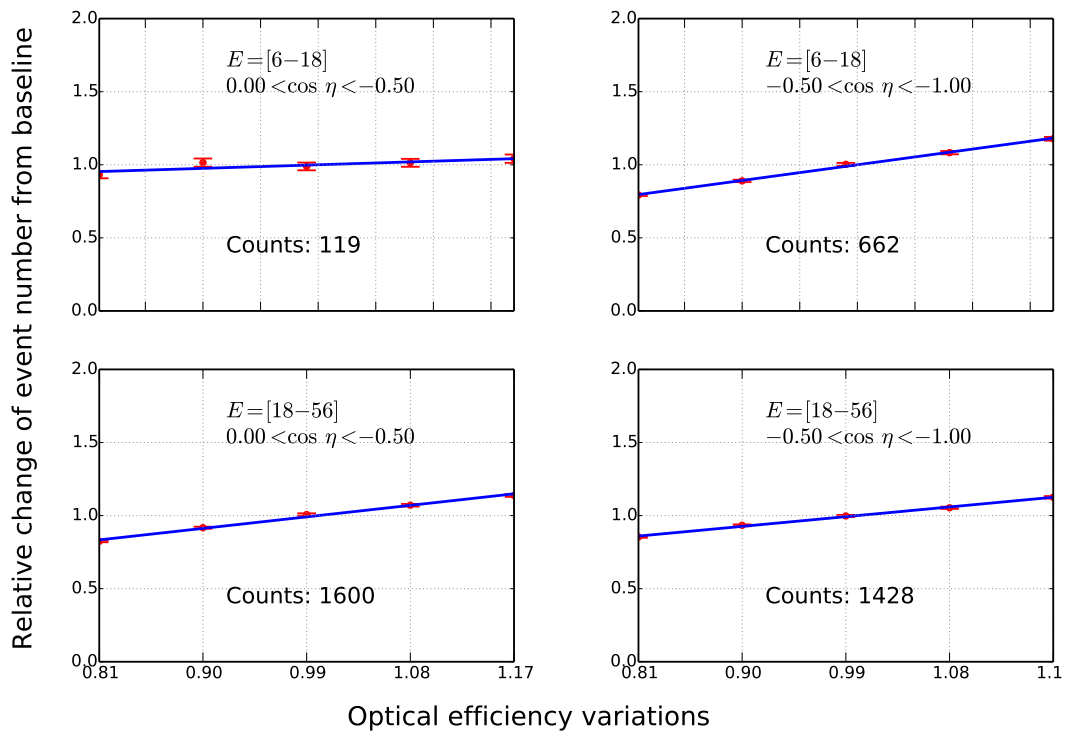 Relative change of event number from baseline
2.0
1.5
1.0
0.5
0.0
E=[6−18]
0.00<cos η<−0.50
Counts: 119
2.0
1.5
1.0
0.5
0.0
E=[6−18]
−0.50<cos η<−1.00
Counts: 662
2.0
1.5
1.0
0.5
0.0
E=[18−56]
0.00<cos η<−0.50
Counts: 1600
0.81 0.90 0.99 1.08 1.17
2.0
1.5
1.0
0.5
0.0
E=[18−56]
−0.50<cos η<−1.00
Counts: 1428
0.81 0.90 0.99 1.08 1.1
Optical efficiency variations